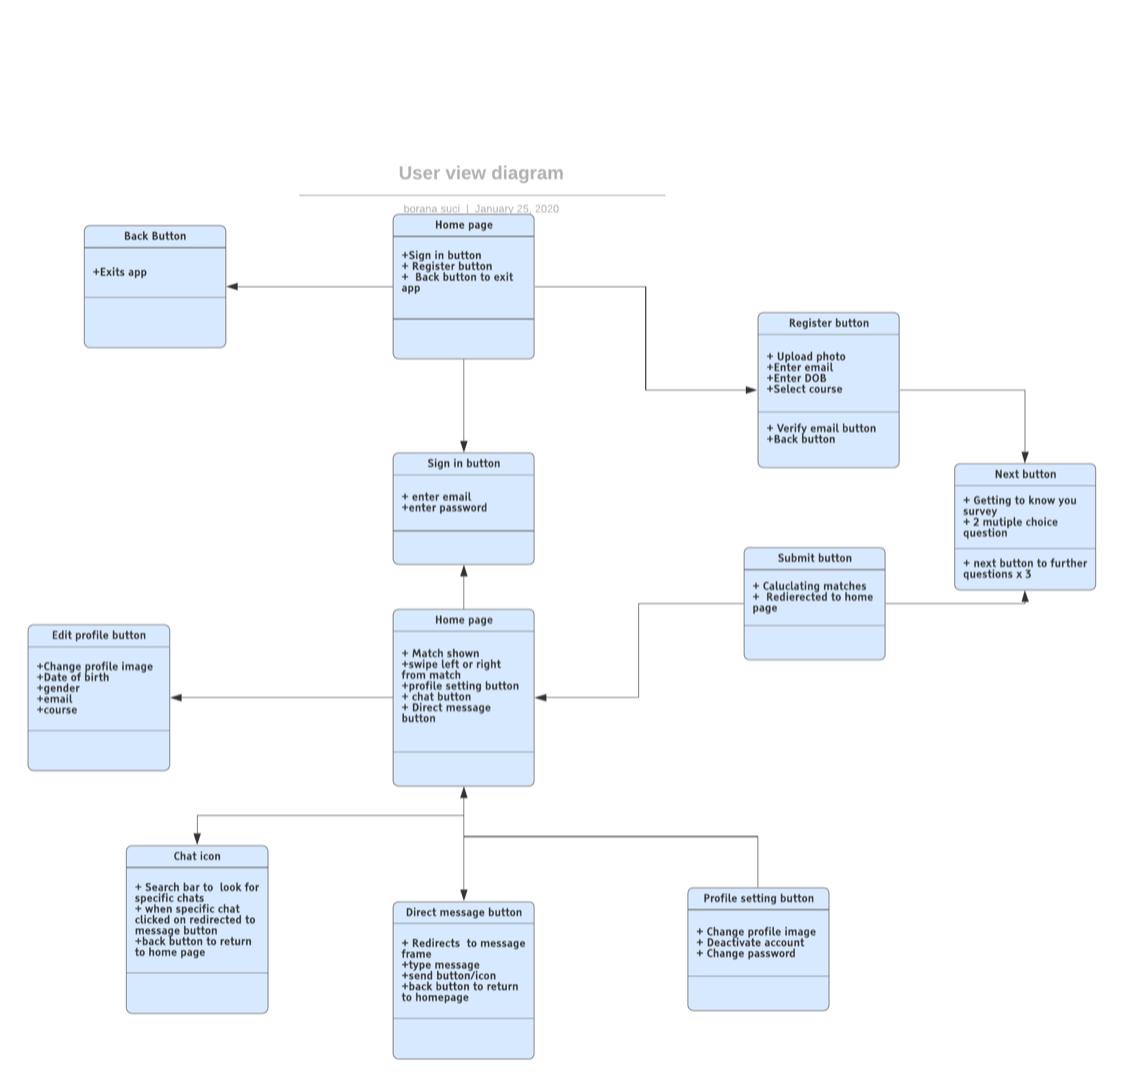 User view diagram
borana suci | January 25, 2020
Back Button
+Exits app
Home page
+Sign in button
+ Register button
+  Back button to exit
app
Register button
+ Upload photo
+Enter email
+Enter DOB
+Select course
+ Verify email button
+Back button
Sign in button
+ enter email
+enter password
Next button
+ Getting to know you
survey
+ 2 mutiple choice
question
+ next button to further
questions x 3
Submit button
+ Caluclating matches
+  Redierected to home
page
Edit profile button
+Change profile image
+Date of birth
+gender
+email
+course
Home page
+ Match shown
+swipe left or right
from match
+profile setting button
+ chat button
+ Direct message
button
Chat icon
+ Search bar to  look for
specific chats
+ when specific chat
clicked on redirected to
message button
+back button to return
to home page
Direct message button
+ Redirects  to message
frame
+type message
+send button/icon
+back button to return
to homepage
Profile setting button
+ Change profile image
+ Deactivate account
+ Change password